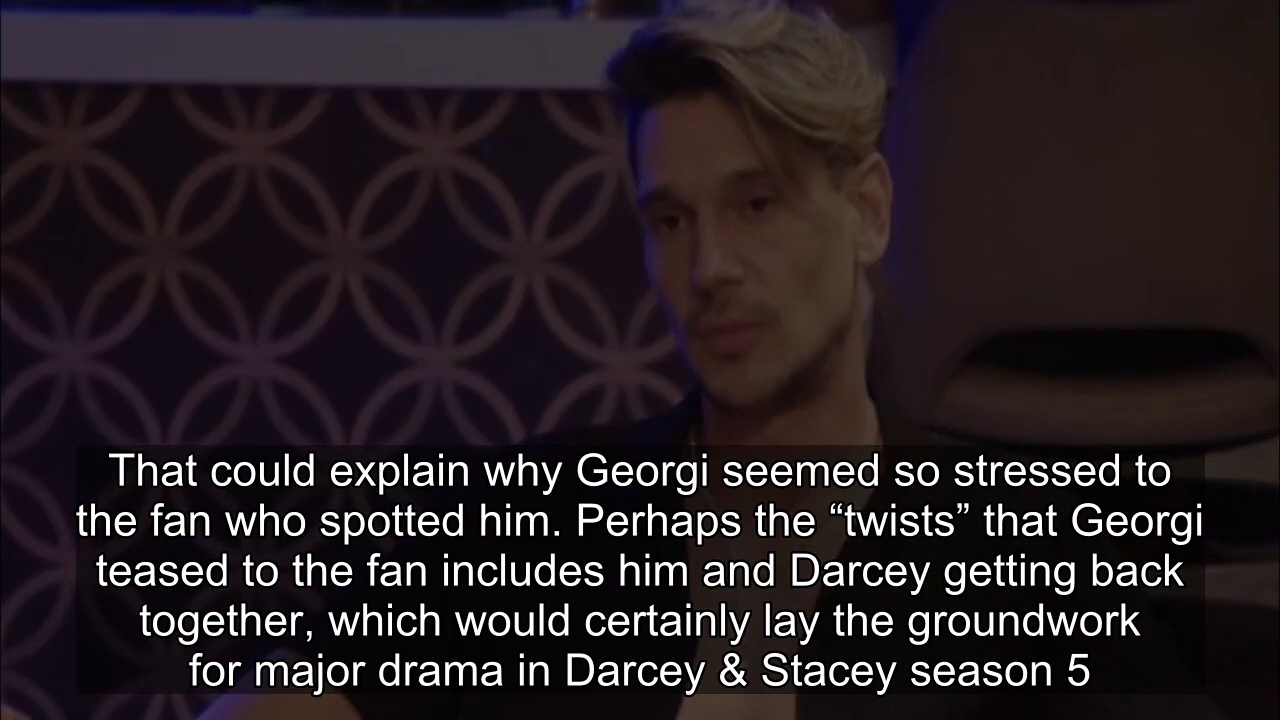 That could explain why Georgi seemed so stressed to
the fan who spotted him. Perhaps the “twists” that Georgi
teased to the fan includes him and Darcey getting back
together, which would certainly lay the groundwork
for major drama in Darcey & Stacey season 5